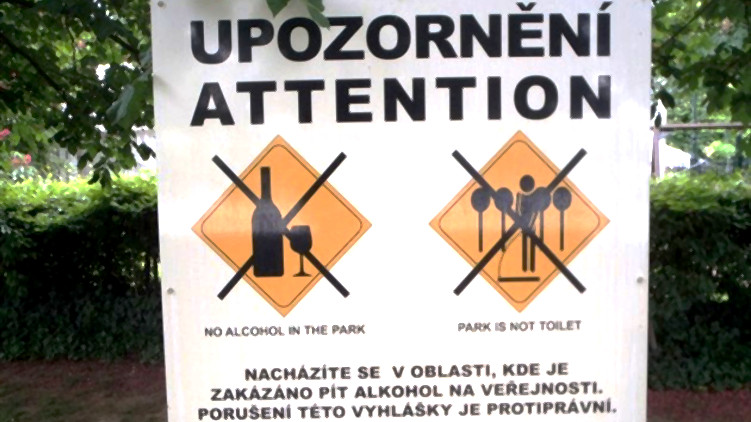 UPOZORNĚNÍ
ATTENTION
NO ALCOHOL IN THE PARK
PARK IS NOT TOILET
NACHÁZÍTE SE V OBLASTI, KDE JE
ZAKÁZÁNO PÍT ALKOHOL NA VEŘEJNOSTI.
PORUŠENÍ TÉTO VYHLÁŠKY JE PROTIPRÁVNÍ.